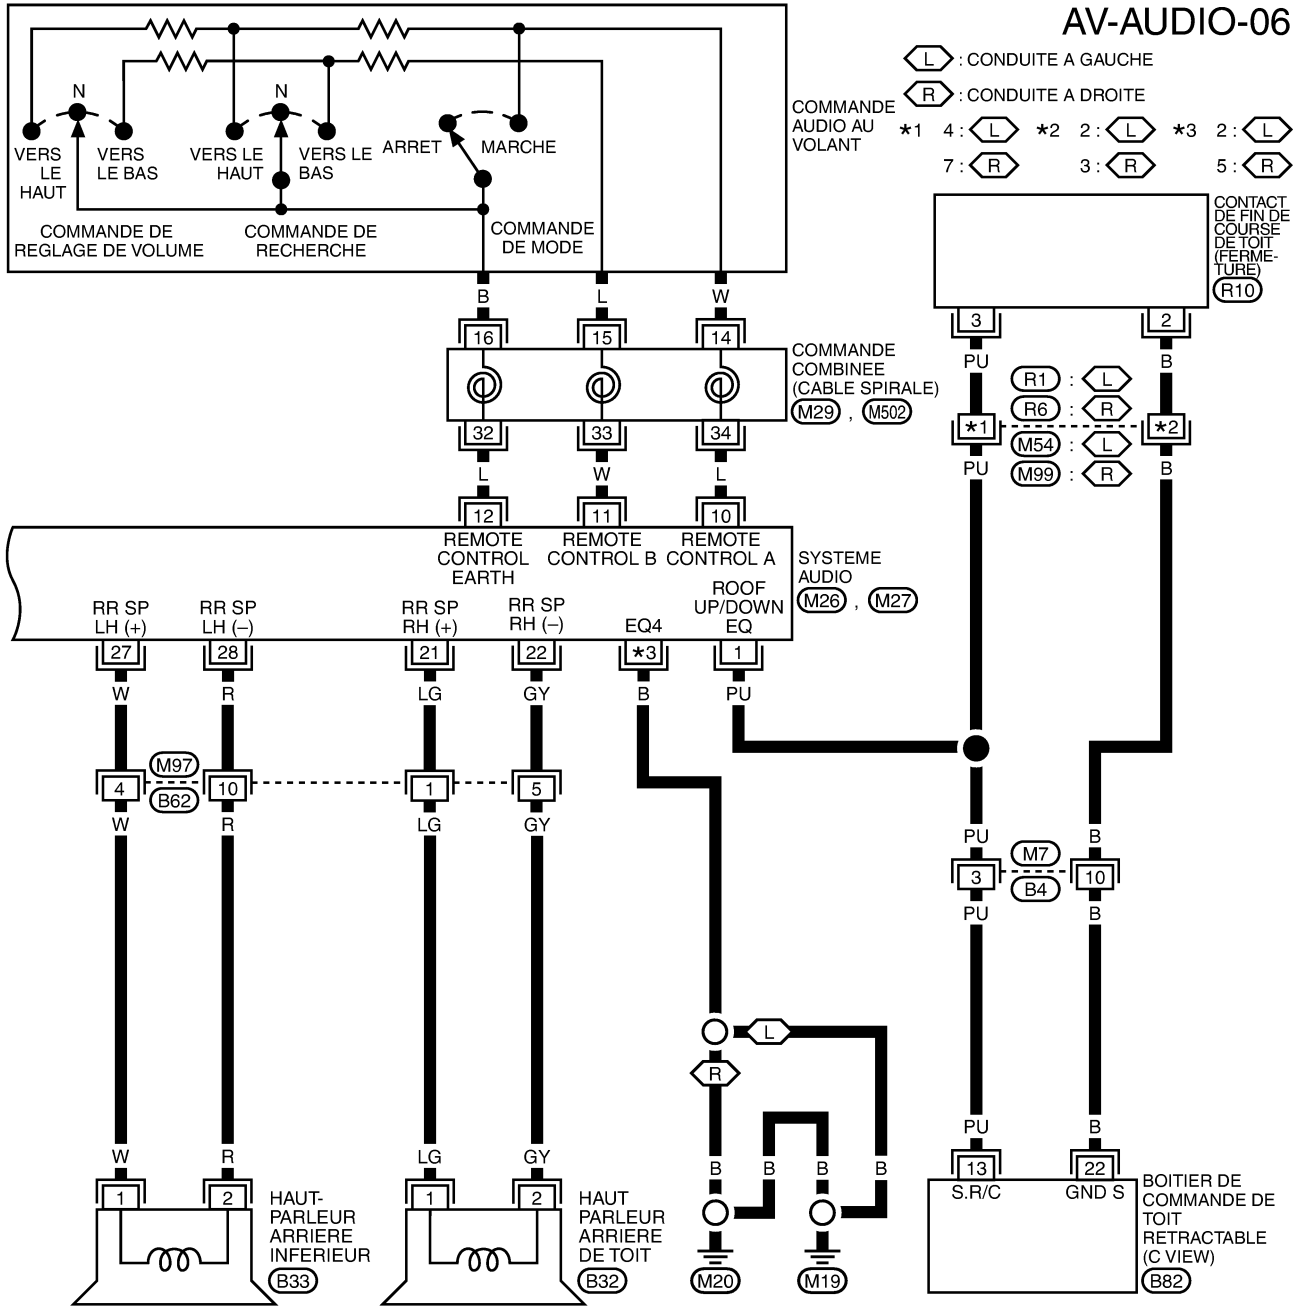 AV-AUDIO-06
L : CONDUITE A GAUCHE
R : CONDUITE A DROITE
*1 4 : L *2 2 : L *3 2 : L
7 : R 3 : R 5 : R
N N
VERS LE HAUT
VERS LE BAS
VERS LE HAUT
VERS LE BAS
ARRET MARCHE
COMMANDE DE
REGLAGE DE VOLUME
COMMANDE DE
RECHERCHE
COMMANDE
DE MODE
COMMANDE
AUDIO AU
VOLANT
B L W
16 15 14
COMMANDE
COMBINEE
(CABLE SPIRALE)
M29 , M502
32 33 34
L W L
12 11 10
REMOTE
CONTROL
EARTH
REMOTE
CONTROL B
REMOTE
CONTROL A
SYSTEME
AUDIO
M26 , M27
RR SP
LH (+)
RR SP
LH (–)
RR SP
RH (+)
RR SP
RH (–)
EQ4
ROOF
UP/DOWN
EQ
27 28 21 22 *3 1
W R LG GY B PU
M97
B62
4 10 1 5
W R LG GY
W R LG GY
1 2 1 2
HAUT-
PARLEUR
ARRIERE
INFERIEUR
B33
HAUT
PARLEUR
ARRIERE
DE TOIT
B32
L
R
B B B B
M20 M19
CONTACT
DE FIN DE
COURSE
DE TOIT
(FERME-
TURE)
R10
3 2
PU B
R1 : L
R6 : R
*1 *2
M54 : L
M99 : R
PU B
PU B
M7
B4
3 10
PU B
PU B
13 22
S.R/C GND S
BOITIER DE
COMMANDE DE
TOIT
RETRACTABLE
(C VIEW)
B82